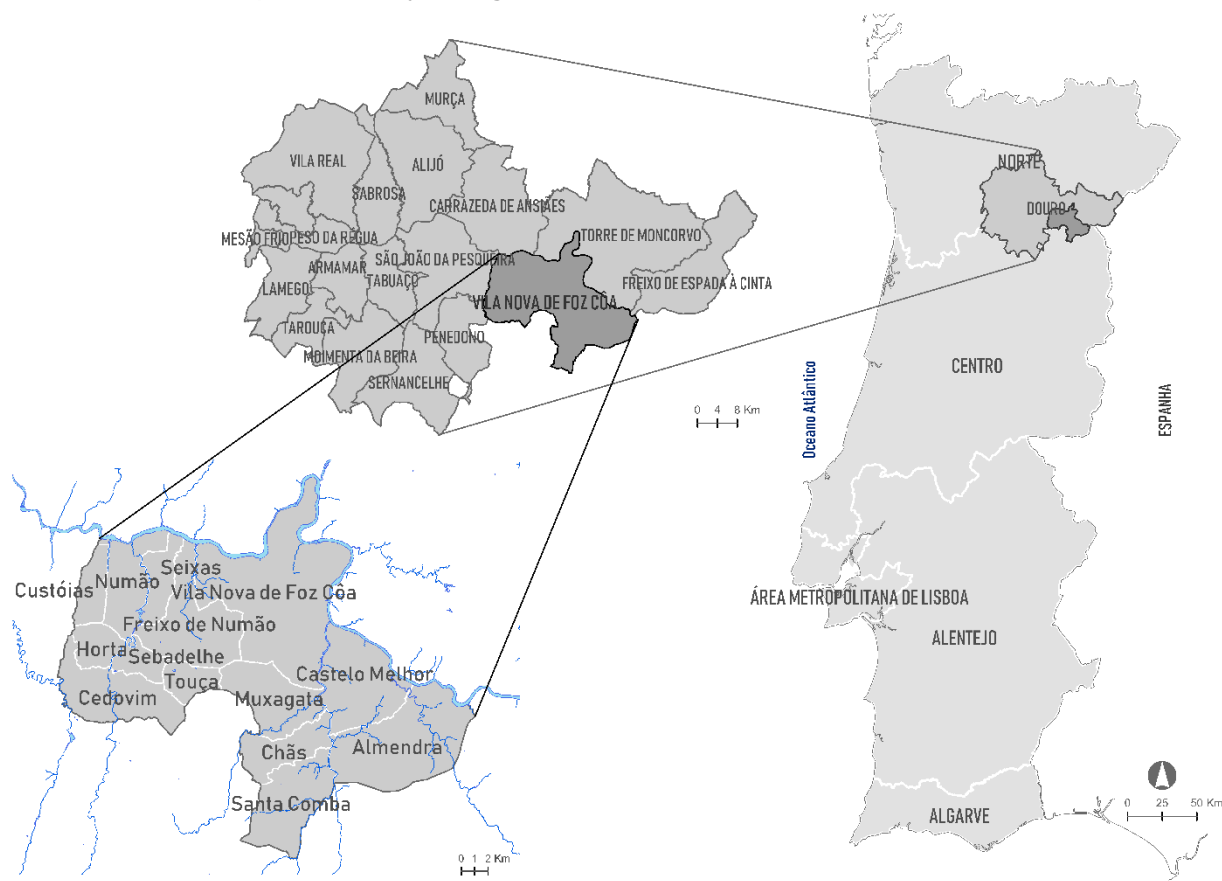 MURÇA
VILA REAL
ALIJÓ
SABROSA
CARRAZEDA DE ANSIÃES
MESÃO FRIO
PESO DA RÉGUA
TORRE DE MONCORVO
SÃO JOÃO DA PESQUEIRA
ARMAMAR
TABUAÇO
LAMEGO
FREIXO DE ESPADA À CINTA
VILA NOVA DE FOZ CÔA
TAROUCA
PENEDONO
MOIMENTA DA BEIRA
SERNANCELHE
0 4 8 Km
NORTE
DOURO
CENTRO
Oceano Atlântico
ESPANHA
ÁREA METROPOLITANA DE LISBOA
ALENTEJO
ALGARVE
0 25 50 Km
Seixas
Numão
Custóias
Vila Nova de Foz Côa
Freixo de Numão
Horta
Sebadelhe
Touça
Castelo Melhor
Cedovim
Muxagata
Chãs
Almendra
Santa Comba
0 1 2 Km